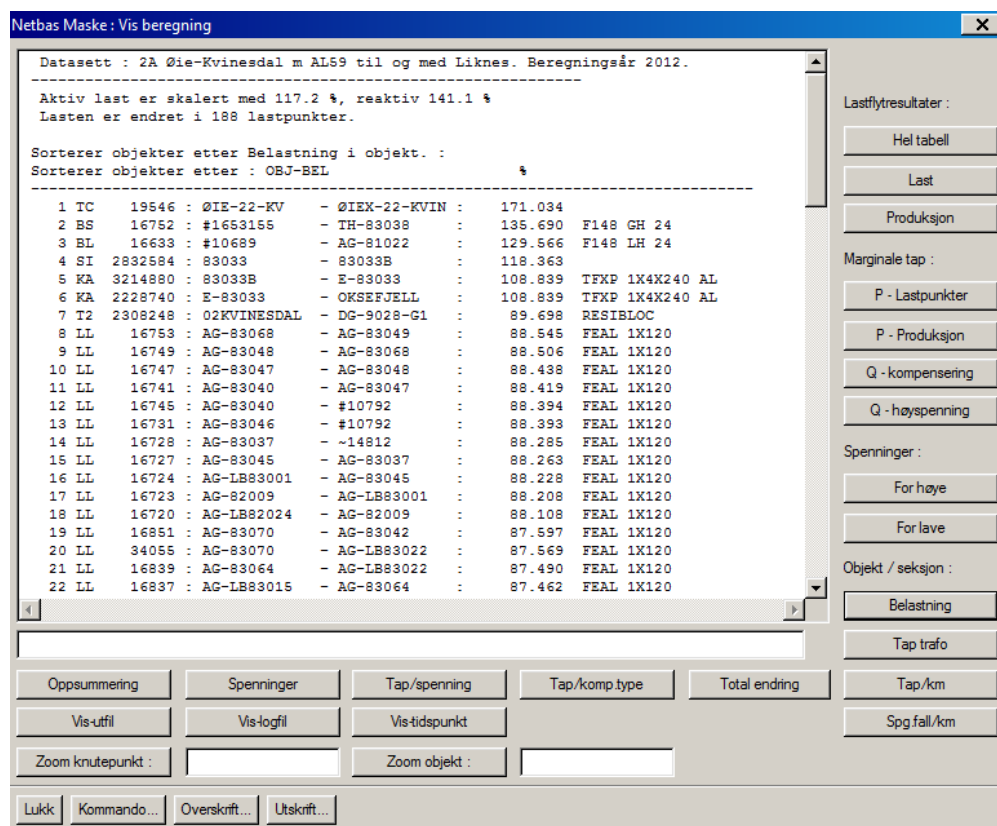 Netbas Maske : Vis beregning
Datasett : 2A Øie-Kvinesdal m AL59 til og med Liknes. Beregningsår 2012.
Aktiv last er skalert med 117.2 %, reaktiv 141.1 %
Lasten er endret i 188 lastpunkter.
Sorterer objekter etter Belastning i objekt. :
Sorterer objekter etter : OBJ-BEL %
1 TC 19546 : ØIE-22-KV - ØIEX-22-KVIN : 171.034
2 BS 16752 : #1653155 - TH-83038 : 135.690 F148 GH 24
3 BL 16633 : #10689 - AG-81022 : 129.566 F148 LH 24
4 SI 2832584 : 83033 - 83033B : 118.363
5 KA 3214880 : 83033B - E-83033 : 108.839 TFXP 1X4X240 AL
6 KA 2228740 : E-83033 - OKSEFJELL : 108.839 TFXP 1X4X240 AL
7 T2 2308248 : 02KVINESDAL - DG-9028-G1 : 89.698 RESIBLOC
8 LL 16753 : AG-83068 - AG-83049 : 88.545 FEAL 1X120
9 LL 16749 : AG-83048 - AG-83068 : 88.506 FEAL 1X120
10 LL 16747 : AG-83047 - AG-83048 : 88.438 FEAL 1X120
11 LL 16741 : AG-83040 - AG-83047 : 88.419 FEAL 1X120
12 LL 16745 : AG-83040 - #10792 : 88.394 FEAL 1X120
13 LL 16731 : AG-83046 - #10792 : 88.393 FEAL 1X120
14 LL 16728 : AG-83037 - ~14812 : 88.285 FEAL 1X120
15 LL 16727 : AG-83045 - AG-83037 : 88.263 FEAL 1X120
16 LL 16724 : AG-LB83001 - AG-83045 : 88.228 FEAL 1X120
17 LL 16723 : AG-82009 - AG-LB83001 : 88.208 FEAL 1X120
18 LL 16720 : AG-LB82024 - AG-82009 : 88.108 FEAL 1X120
19 LL 16851 : AG-83070 - AG-83042 : 87.597 FEAL 1X120
20 LL 34055 : AG-83070 - AG-LB83022 : 87.569 FEAL 1X120
21 LL 16839 : AG-83064 - AG-LB83022 : 87.490 FEAL 1X120
22 LL 16837 : AG-LB83015 - AG-83064 : 87.462 FEAL 1X120
Lastflytresultater :
Hel tabell
Last
Produksjon
Marginale tap :
P - Lastpunkter
P - Produksjon
Q - kompensering
Q - høyspenning
Spenninger :
For høye
For lave
Objekt / seksjon :
Belastning
Tap trafo
Tap/km
Spg.fall/km
Oppsummering
Spenninger
Tap/spenning
Tap/komp.type
Total endring
Vis-utfil
Vis-logfil
Vis-tidspunkt
Zoom knutepunkt :
Zoom objekt :
Lukk
Kommando...
Overskrift...
Utskrift...